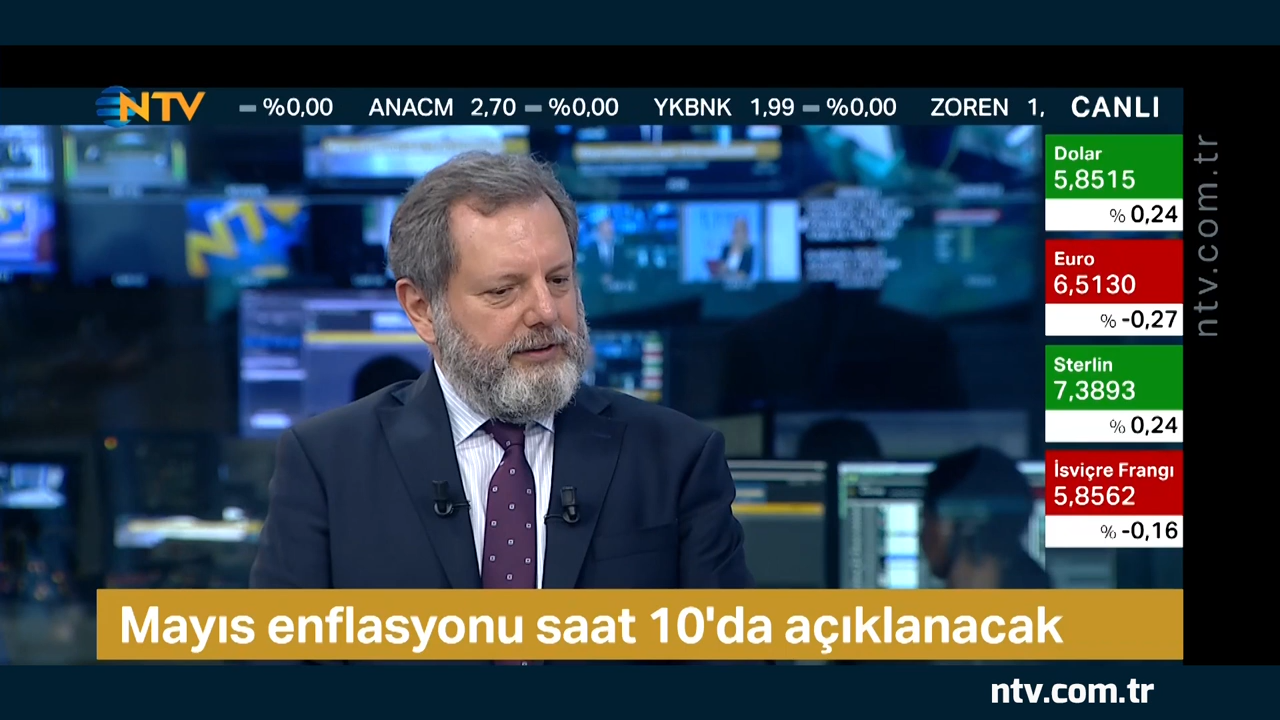 NTV %0,00 ANACM 2,70 %0,00 YKBNK 1,99 %0,00 ZOREN 1, CANLI
Dolar
5,8515
% 0,24
Euro
6,5130
% -0,27
Sterlin
7,3893
% 0,24
İsviçre Frangı
5,8562
% -0,16
ntv.com.tr
NTV
Mayıs enflasyonu saat 10'da açıklanacak
ntv.com.tr